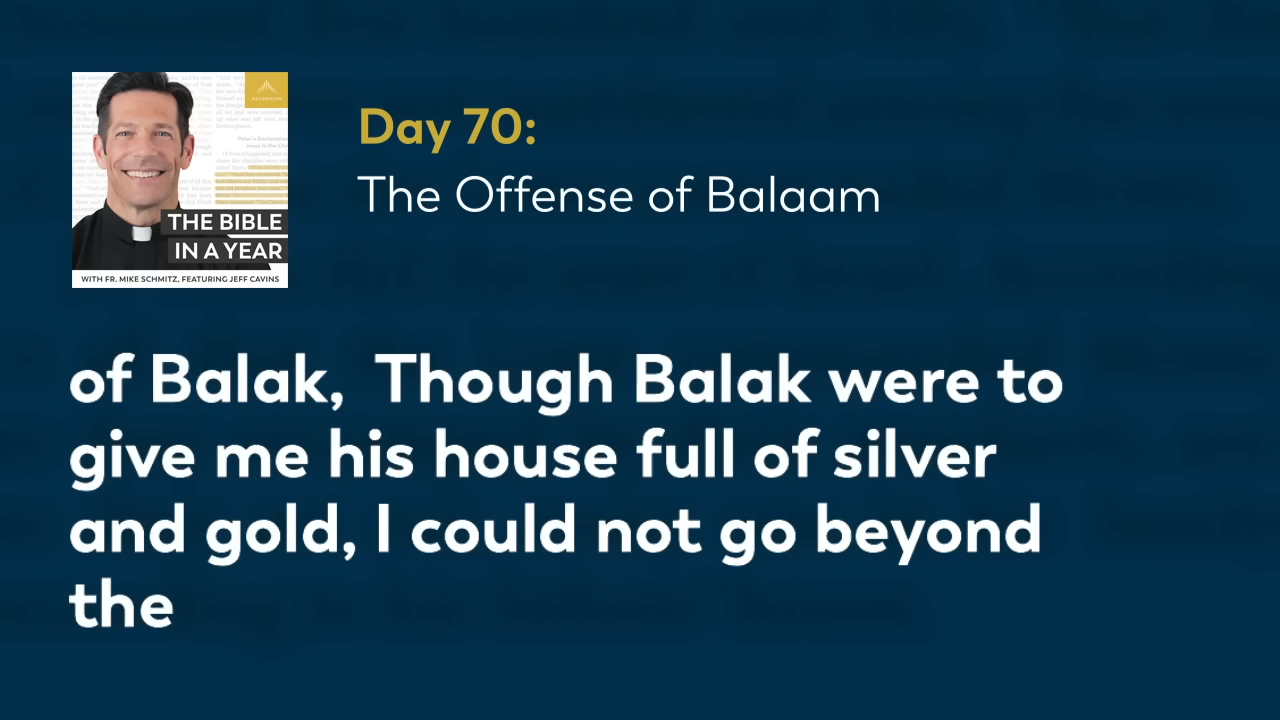 ASCENSION
THE BIBLE
IN A YEAR
WITH FR. MIKE SCHMITZ, FEATURING JEFF CAVINS
Day 70:
The Offense of Balaam
of Balak,  Though Balak were to
give me his house full of silver
and gold, I could not go beyond
the